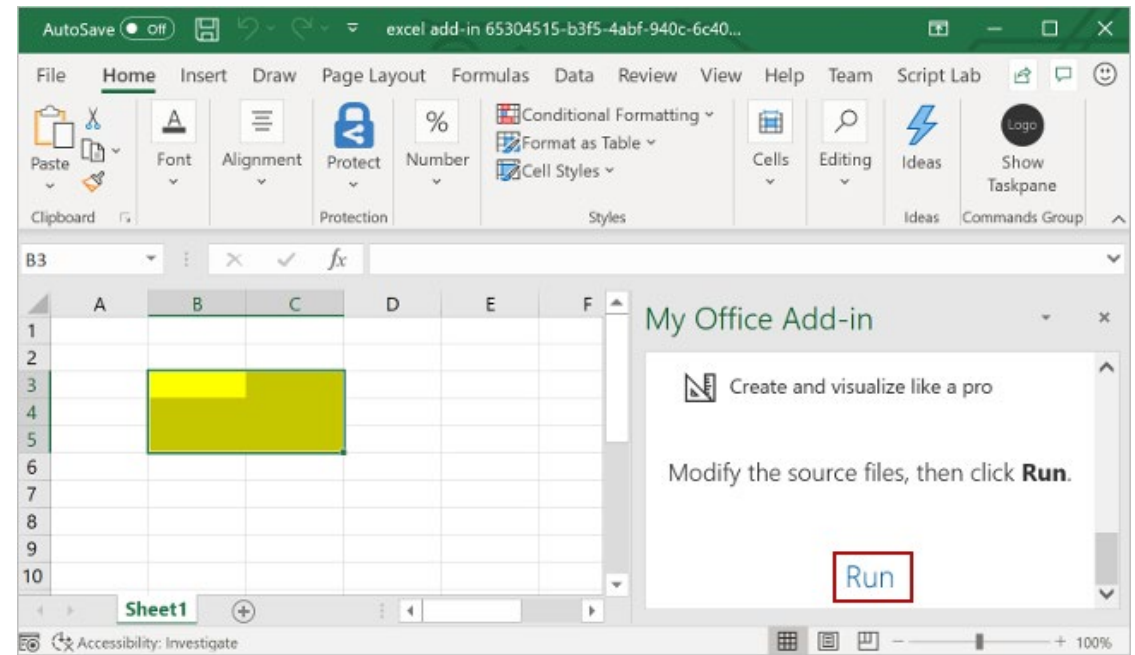 AutoSave Off excel add-in 65304515-b3f5-4abf-940c-6c40...
File Home Insert Draw Page Layout Formulas Data Review View Help Team Script Lab
Paste
Font
Alignment
Protect
%
Number
Conditional Formatting
Format as Table
Cell Styles
Cells
Editing
Ideas
Logo
Show
Taskpane
Clipboard Protection Styles Ideas Commands Group
B3 fx
A B C D E F
1
2
3
4
5
6
7
8
9
10
My Office Add-in
Create and visualize like a pro
Modify the source files, then click Run.
Run
Sheet1
Accessibility: Investigate 100%